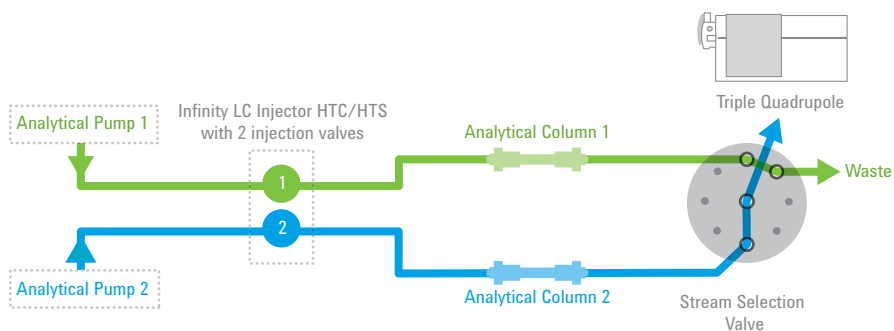 Triple Quadrupole
Infinity LC Injector HTC/HTS
with 2 injection valves
Analytical Pump 1
Analytical Column 1
1
Waste
2
Analytical Pump 2
Analytical Column 2
Stream Selection
Valve